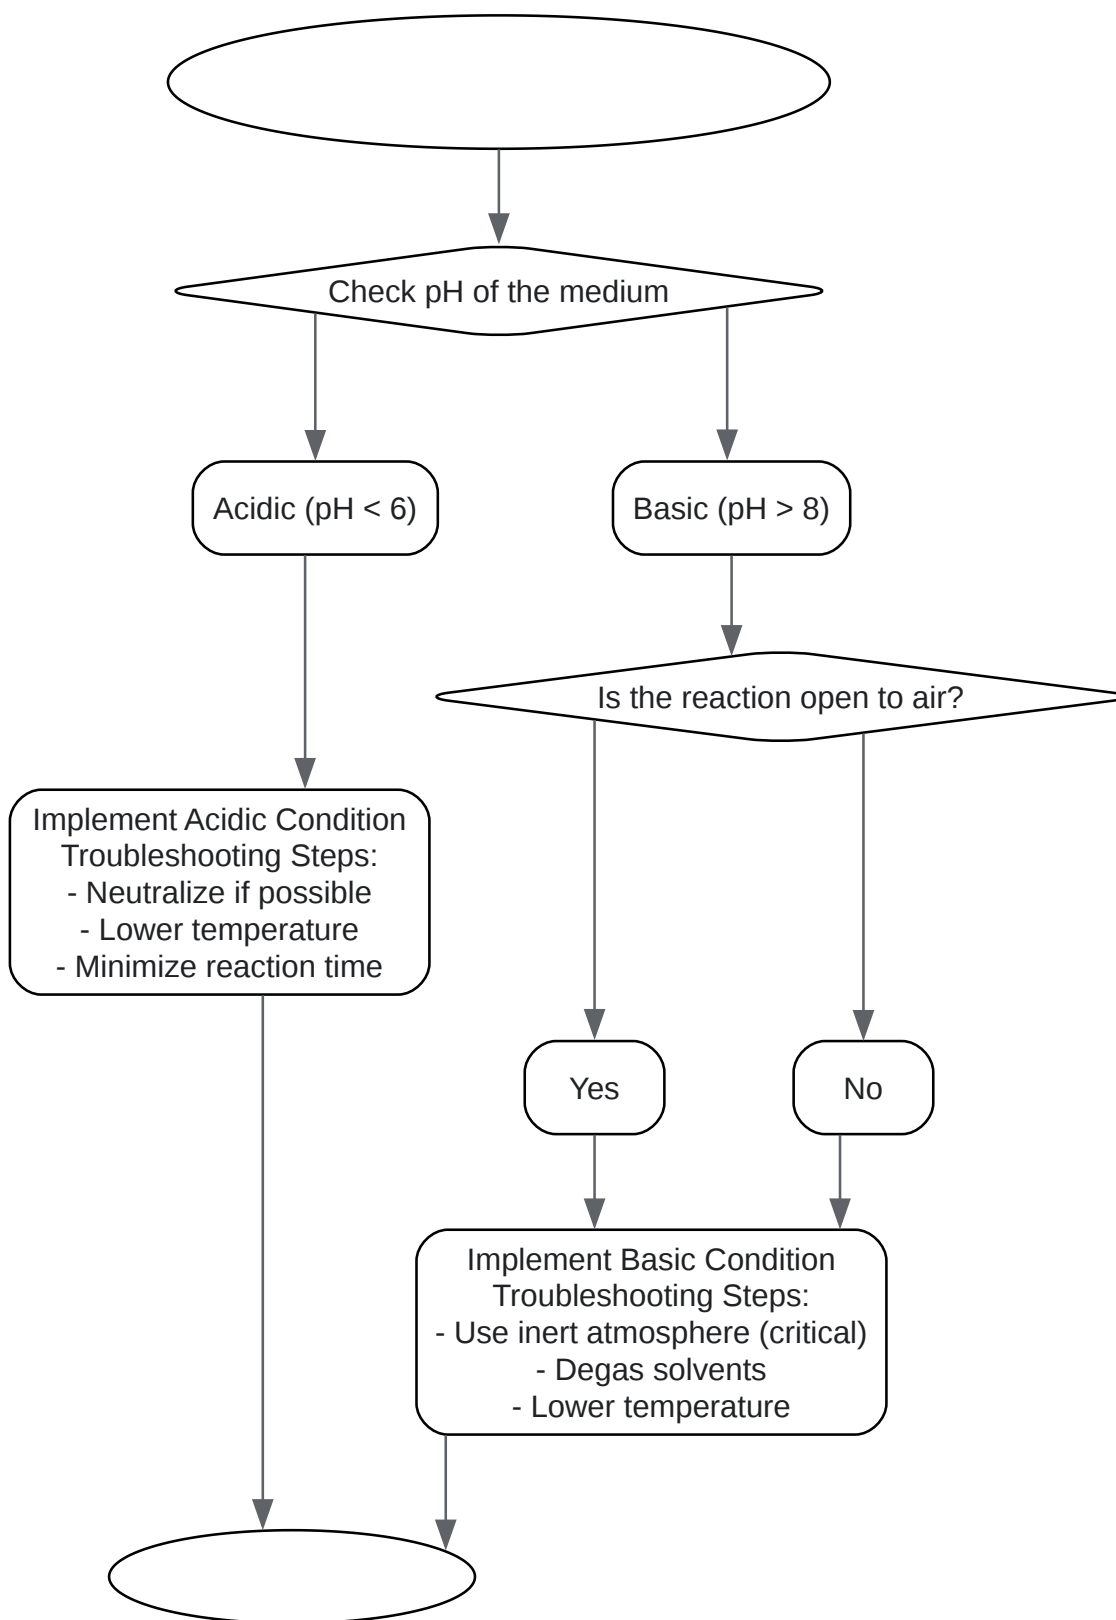 Check pH of the medium
Acidic (pH < 6)
Basic (pH > 8)
Is the reaction open to air?
Implement Acidic Condition
Troubleshooting Steps:
- Neutralize if possible
- Lower temperature
- Minimize reaction time
Yes
No
Implement Basic Condition
Troubleshooting Steps:
- Use inert atmosphere (critical)
- Degas solvents
- Lower temperature